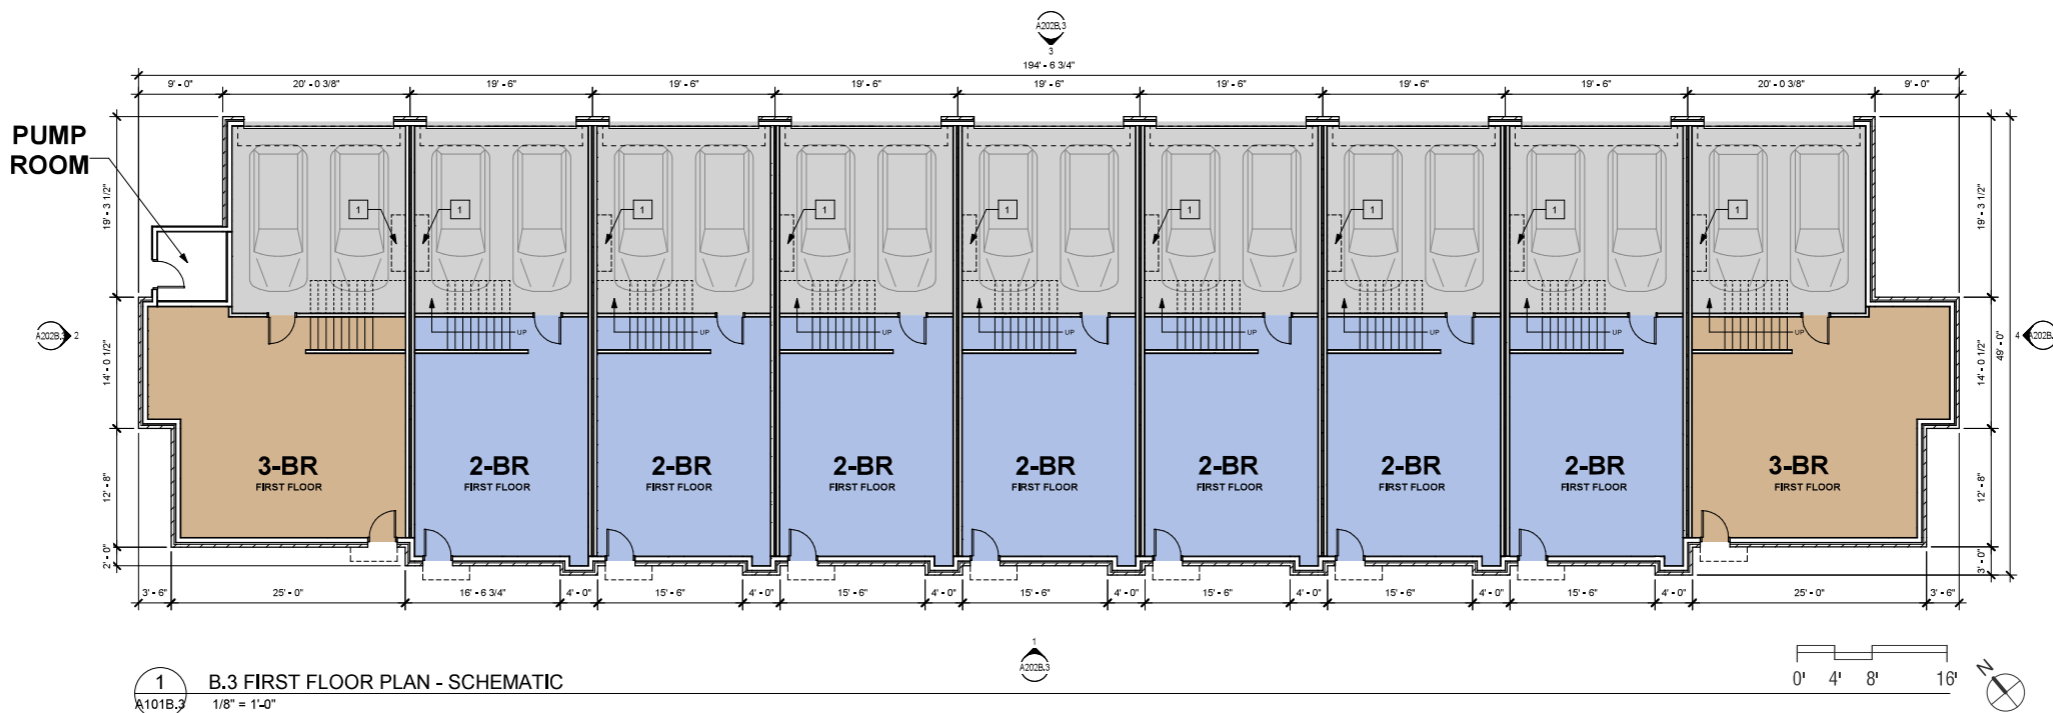 A202B.3
3
194' - 6 3/4"
9' - 0"
20' - 0 3/8"
19' - 6"
19' - 6"
19' - 6"
19' - 6"
19' - 6"
19' - 6"
19' - 6"
20' - 0 3/8"
9' - 0"
PUMP
ROOM
19' - 3 1/2"
14' - 0 1/2"
12' - 8"
2' - 0"
1
1
1
1
1
1
1
1
1
19' - 3 1/2"
14' - 0 1/2"
12' - 8"
3' - 0"
49' - 0"
UP
UP
UP
UP
UP
UP
UP
UP
A202B.3
2
4
A202B.
3-BR
FIRST FLOOR
2-BR
FIRST FLOOR
2-BR
FIRST FLOOR
2-BR
FIRST FLOOR
2-BR
FIRST FLOOR
2-BR
FIRST FLOOR
2-BR
FIRST FLOOR
2-BR
FIRST FLOOR
3-BR
FIRST FLOOR
3' - 6"
25' - 0"
16' - 6 3/4"
4' - 0"
15' - 6"
4' - 0"
15' - 6"
4' - 0"
15' - 6"
4' - 0"
15' - 6"
4' - 0"
15' - 6"
4' - 0"
15' - 6"
4' - 0"
25' - 0"
3' - 6"
1
A202B.3
1
A101B.3
B.3 FIRST FLOOR PLAN - SCHEMATIC
1/8" = 1'-0"
0' 4' 8' 16'
N